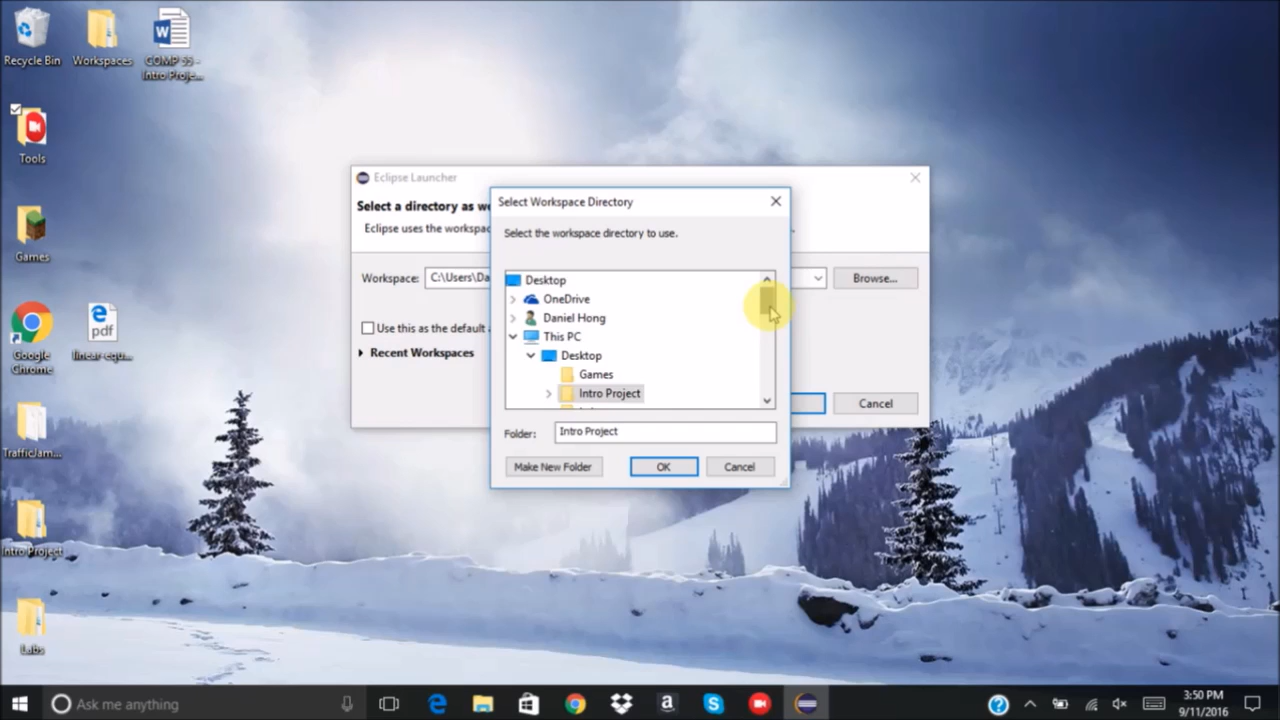 Recycle Bin
Workspaces
COMP 55 -
Intro Proje...
Tools
Games
Google
Chrome
pdf
linear-equ...
TrafficJam...
Intro Project
Labs
Eclipse Launcher
Select a directory as wo
Eclipse uses the workspac
Workspace:
C:\Users\Da
Browse...
Use this as the default a
Recent Workspaces
Cancel
Select Workspace Directory
Select the workspace directory to use.
Desktop
OneDrive
Daniel Hong
This PC
Desktop
Games
Intro Project
Folder:
Intro Project
Make New Folder
OK
Cancel
Ask me anything
3:50 PM
9/11/2016